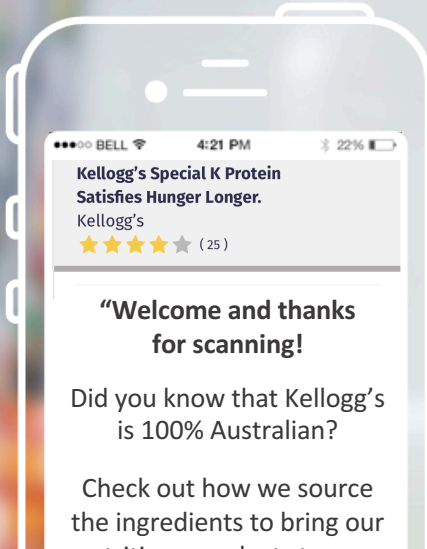 BELL 4:21 PM 22%
Kellogg's Special K Protein
Satisfies Hunger Longer.
Kellogg's
(25)
“Welcome and thanks
for scanning!
Did you know that Kellogg's
is 100% Australian?
Check out how we source
the ingredients to bring our